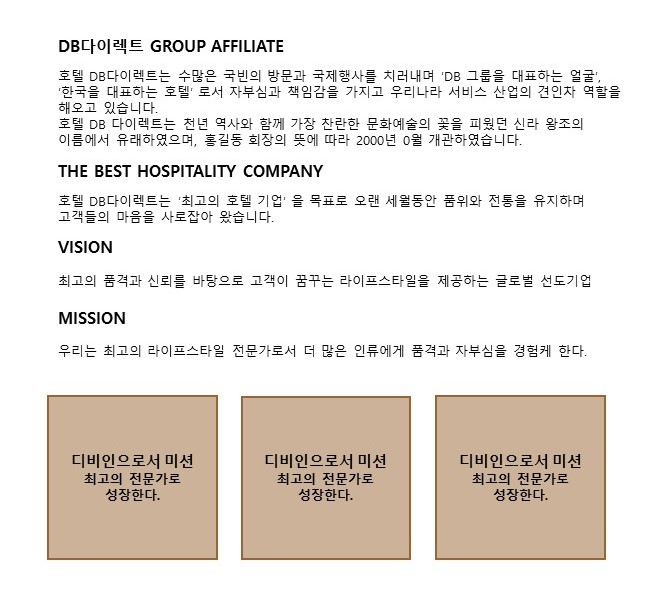 DB다이렉트 GROUP AFFILIATE
호텔 DB다이렉트는 수많은 국빈의 방문과 국제행사를 치러내며 ‘DB 그룹을 대표하는 얼굴’,
‘한국을 대표하는 호텔’ 로서 자부심과 책임감을 가지고 우리나라 서비스 산업의 견인차 역할을
해오고 있습니다.
호텔 DB 다이렉트는 천년 역사와 함께 가장 찬란한 문화예술의 꽃을 피웠던 신라 왕조의
이름에서 유래하였으며, 홍길동 회장의 뜻에 따라 2000년 0월 개관하였습니다.
THE BEST HOSPITALITY COMPANY
호텔 DB다이렉트는 ‘최고의 호텔 기업’ 을 목표로 오랜 세월동안 품위와 전통을 유지하며
고객들의 마음을 사로잡아 왔습니다.
VISION
최고의 품격과 신뢰를 바탕으로 고객이 꿈꾸는 라이프스타일을 제공하는 글로벌 선도기업
MISSION
우리는 최고의 라이프스타일 전문가로서 더 많은 인류에게 품격과 자부심을 경험케 한다.
디비인으로서 미션
최고의 전문가로
성장한다.
디비인으로서 미션
최고의 전문가로
성장한다.
디비인으로서 미션
최고의 전문가로
성장한다.